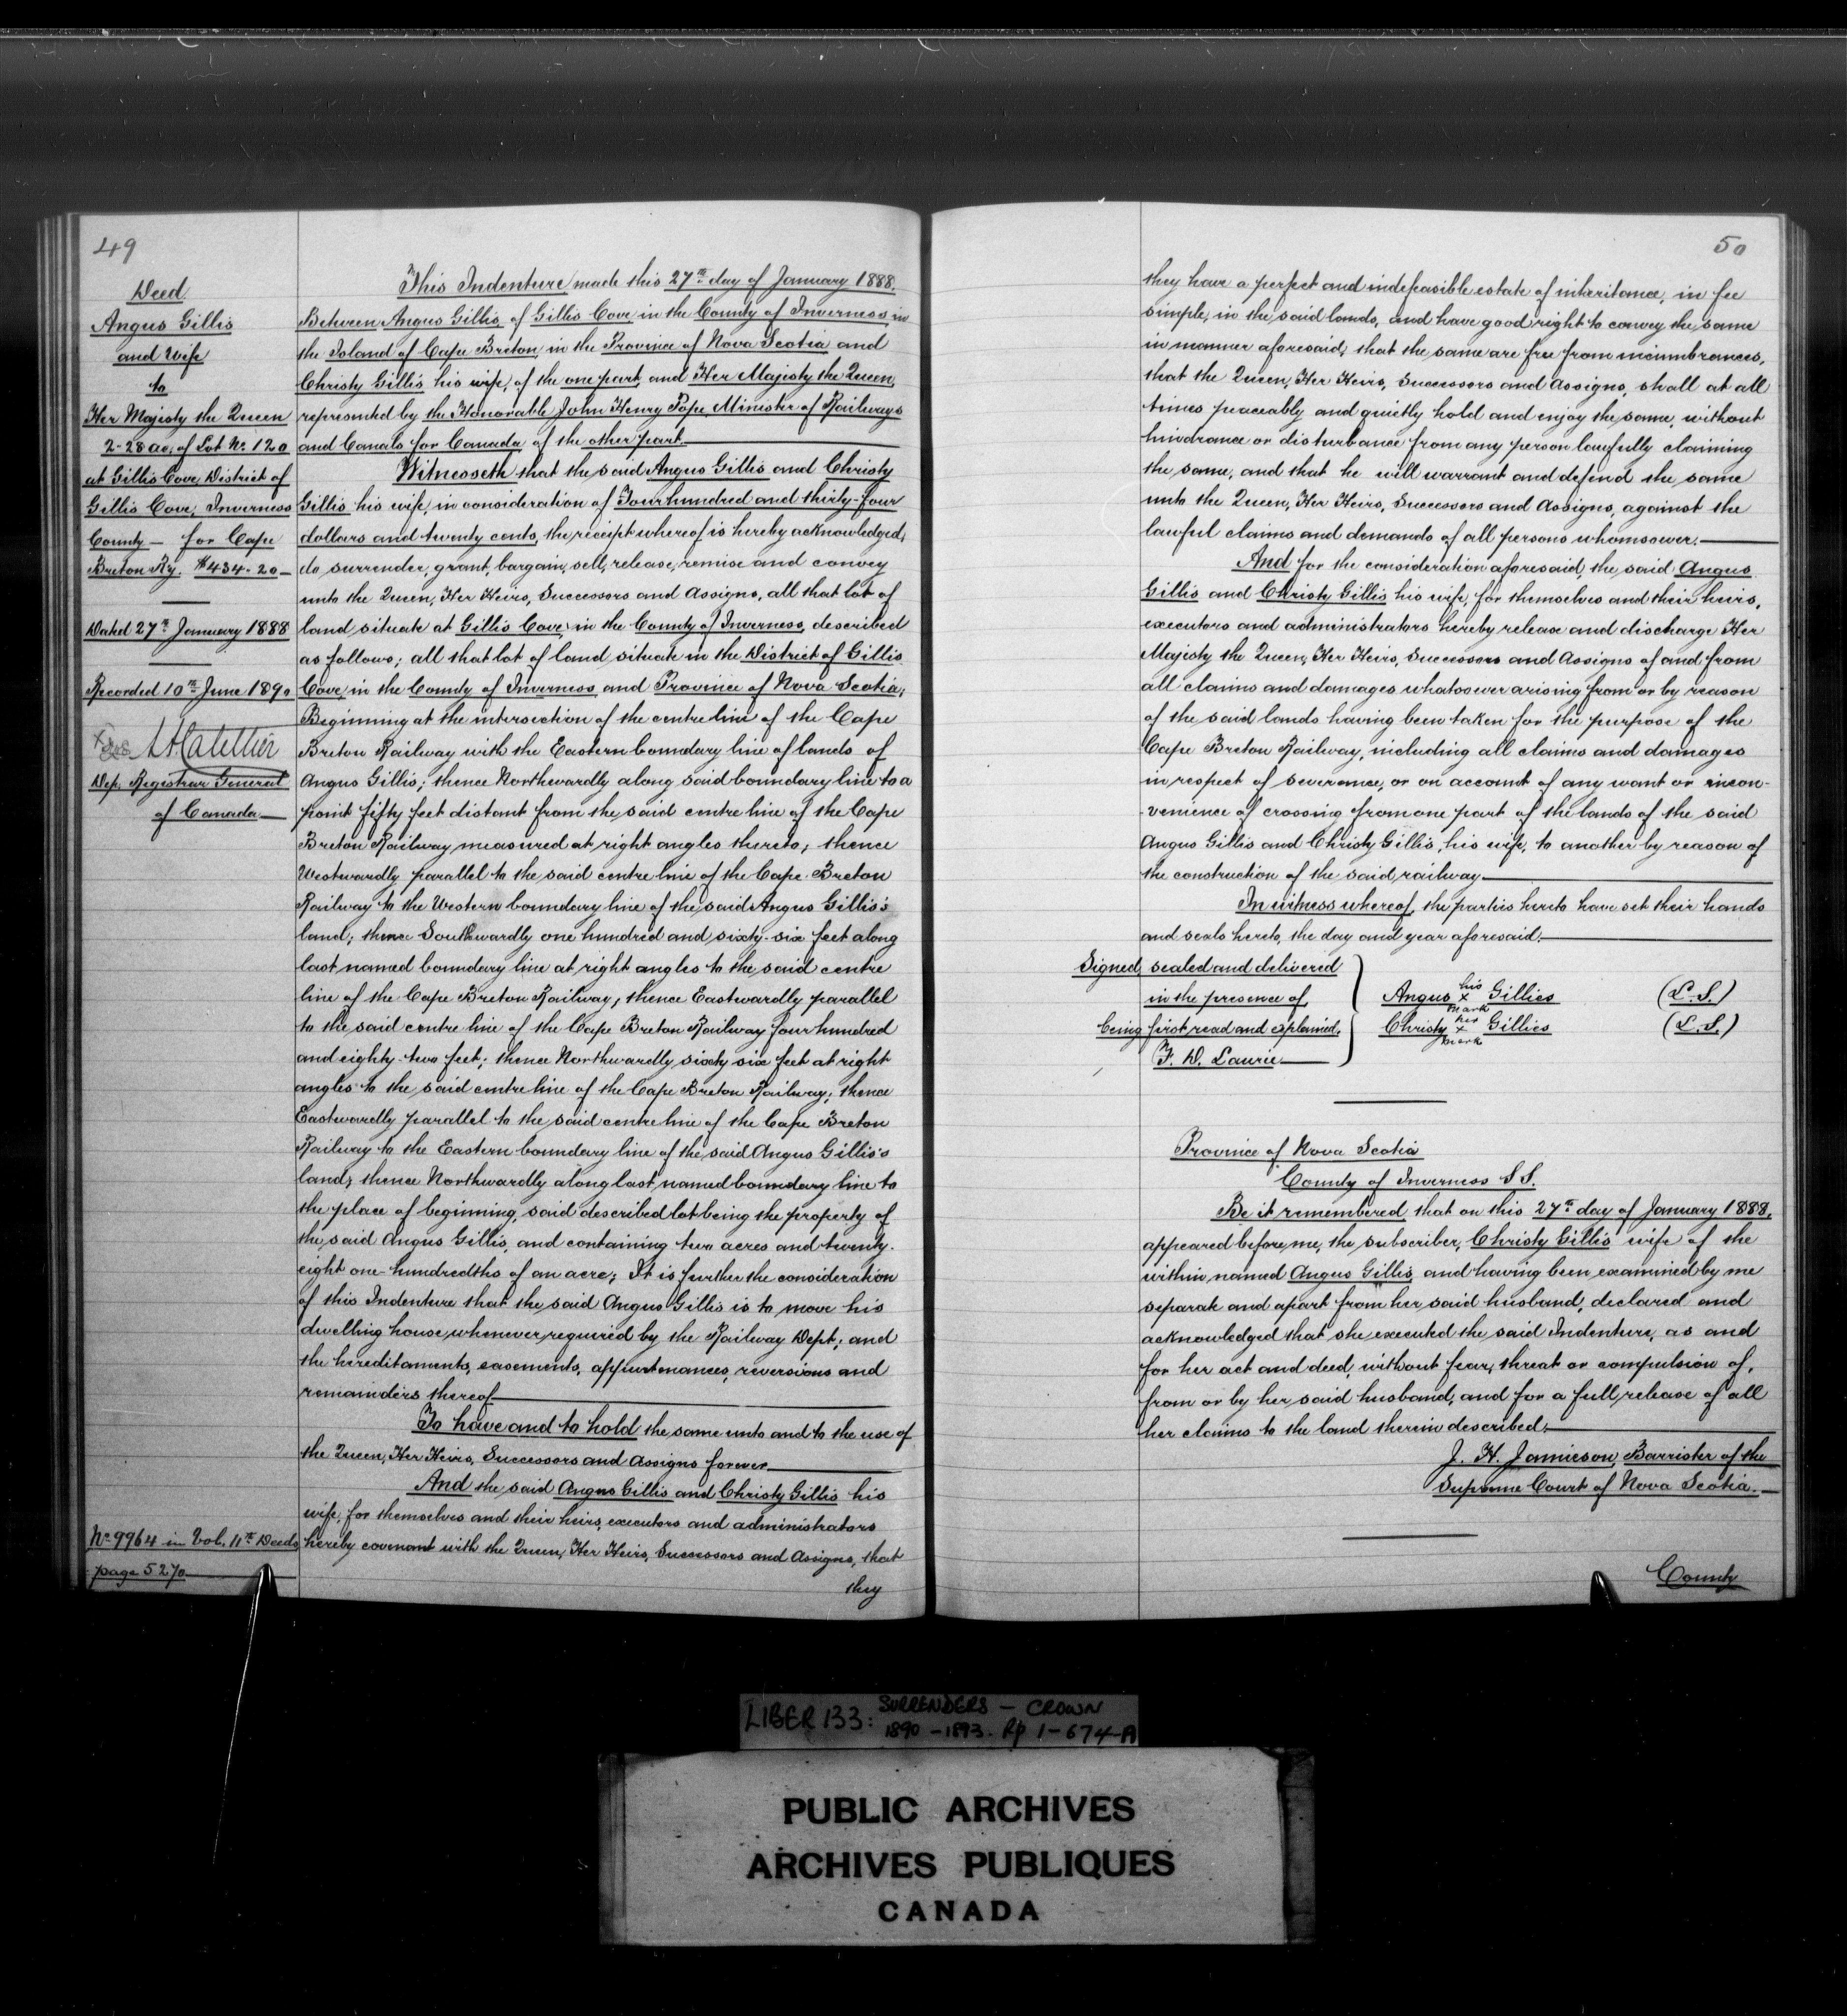 49
Deed
Angus Gillis
and Wife
to
Her Majesty the Queen
2-28 ac. of Lot No. 120
at Gillis Cove District of
Gillis Cove, Inverness
County - for Cape
Breton Ry. $434-20
Dated 27th January 1888
Recorded 10th June 1890
Dep. Registrar General
of Canada
No 9964 in Vol. 11th Deeds
page 5270
This Indenture made this 27th day of January 1888.
Between Angus Gillis, of Gillis Cove in the County of Inverness, in
the Island of Cape Breton in the Province of Nova Scotia and
Christy Gillis his wife, of the one part, and Her Majesty the Queen,
represented by the Honorable John Henry Pope Minister of Railways
and Canals for Canada, of the other part.
Witnesseth that the said Angus Gillis and Christy
Gillis his wife, in consideration of Four hundred and thirty-four
dollars and twenty cents, the receipt whereof is hereby acknowledged,
do surrender, grant, bargain, sell, release, remise and convey
unto the Queen, Her Heirs, Successors and Assigns, all that lot of
land situate at Gillis Cove, in the County of Inverness, described
as follows; all that lot of land situate in the District of Gillis
Cove, in the County of Inverness and Province of Nova Scotia;
Beginning at the intersection of the centre line of the Cape
Breton Railway with the Eastern boundary line of lands of
Angus Gillis; thence Northwardly along said boundary line to a
point fifty feet distant from the said centre line of the Cape
Breton Railway measured at right angles thereto; thence
Westwardly parallel to the said centre line of the Cape Breton
Railway to the Western boundary line of the said Angus Gillis's
land; thence Southwardly one hundred and sixty-six feet along
last named boundary line at right angles to the said centre
line of the Cape Breton Railway; thence Eastwardly parallel
to the said centre line of the Cape Breton Railway four hundred
and eighty-two feet; thence Northwardly sixty six feet at right
angles to the said centre line of the Cape Breton Railway; thence
Eastwardly parallel to the said centre line of the Cape Breton
Railway to the Eastern boundary line of the said Angus Gillis's
land; thence Northwardly along last named boundary line to
the place of beginning, said described lot being the property of
the said Angus Gillis, and containing two acres and twenty-
eight one-hundredths of an acre; It is further the consideration
of this Indenture that the said Angus Gillis is to move his
dwelling house whenever required by the Railway Dept; and
the hereditaments, easements, appurtenances, reversions and
remainders thereof
To have and to hold the same unto and to the use of
the Queen, Her Heirs, Successors and Assigns forever
And the said Angus Gillis and Christy Gillis his
wife, for themselves and their heirs, executors and administrators
hereby covenant with the Queen, Her Heirs, Successors and Assigns, that
they
50
they have a perfect and indefeasible estate of inheritance, in fee
simple, in the said lands, and have good right to convey the same
in manner aforesaid; that the same are free from incumbrances,
that the Queen, Her Heirs, Successors and Assigns, shall at all
times peaceably and quietly hold and enjoy the same, without
hindrance or disturbance from any person lawfully claiming
the same, and that he will warrant and defend the same
unto the Queen, Her Heirs, Successors and Assigns, against the
lawful claims and demands of all persons whomsoever.
And for the consideration aforesaid, the said Angus
Gillis and Christy Gillis his wife, for themselves and their heirs,
executors and administrators hereby release and discharge Her
Majesty the Queen, Her Heirs, Successors and Assigns of and from
all claims and damages whatsoever arising from or by reason
of the said lands having been taken for the purpose of the
Cape Breton Railway, including all claims and damages
in respect of severance, or on account of any want or incon-
-venience of crossing from one part of the lands of the said
Angus Gillis and Christy Gillis, his wife, to another by reason of
the construction of the said railway
In witness whereof, the parties hereto have set their hands
and seals hereto, the day and year aforesaid.
Signed, sealed and delivered
in the presence of,
being first read and explained.
F. D. Laurie
Angus his x mark Gillies (L.S.)
Christy her x mark Gillies (L.S.)
Province of Nova Scotia
County of Inverness S S.
Be it remembered, that on this 27th day of January 1888,
appeared before me, the subscriber, Christy Gillis wife of the
within named Angus Gillis, and having been examined by me
separate and apart from her said husband, declared and
acknowledged that she executed the said Indenture, as and
for her act and deed, without fear, threat or compulsion of,
from or by her said husband, and for a full release of all
her claims to the land therein described.
J. H. Jamieson, Barrister of the
Supreme Court of Nova Scotia.
County
LIBER 133: SURRENDERS - CROWN
1890-1893. Pp 1-674-A
PUBLIC ARCHIVES
ARCHIVES PUBLIQUES
CANADA